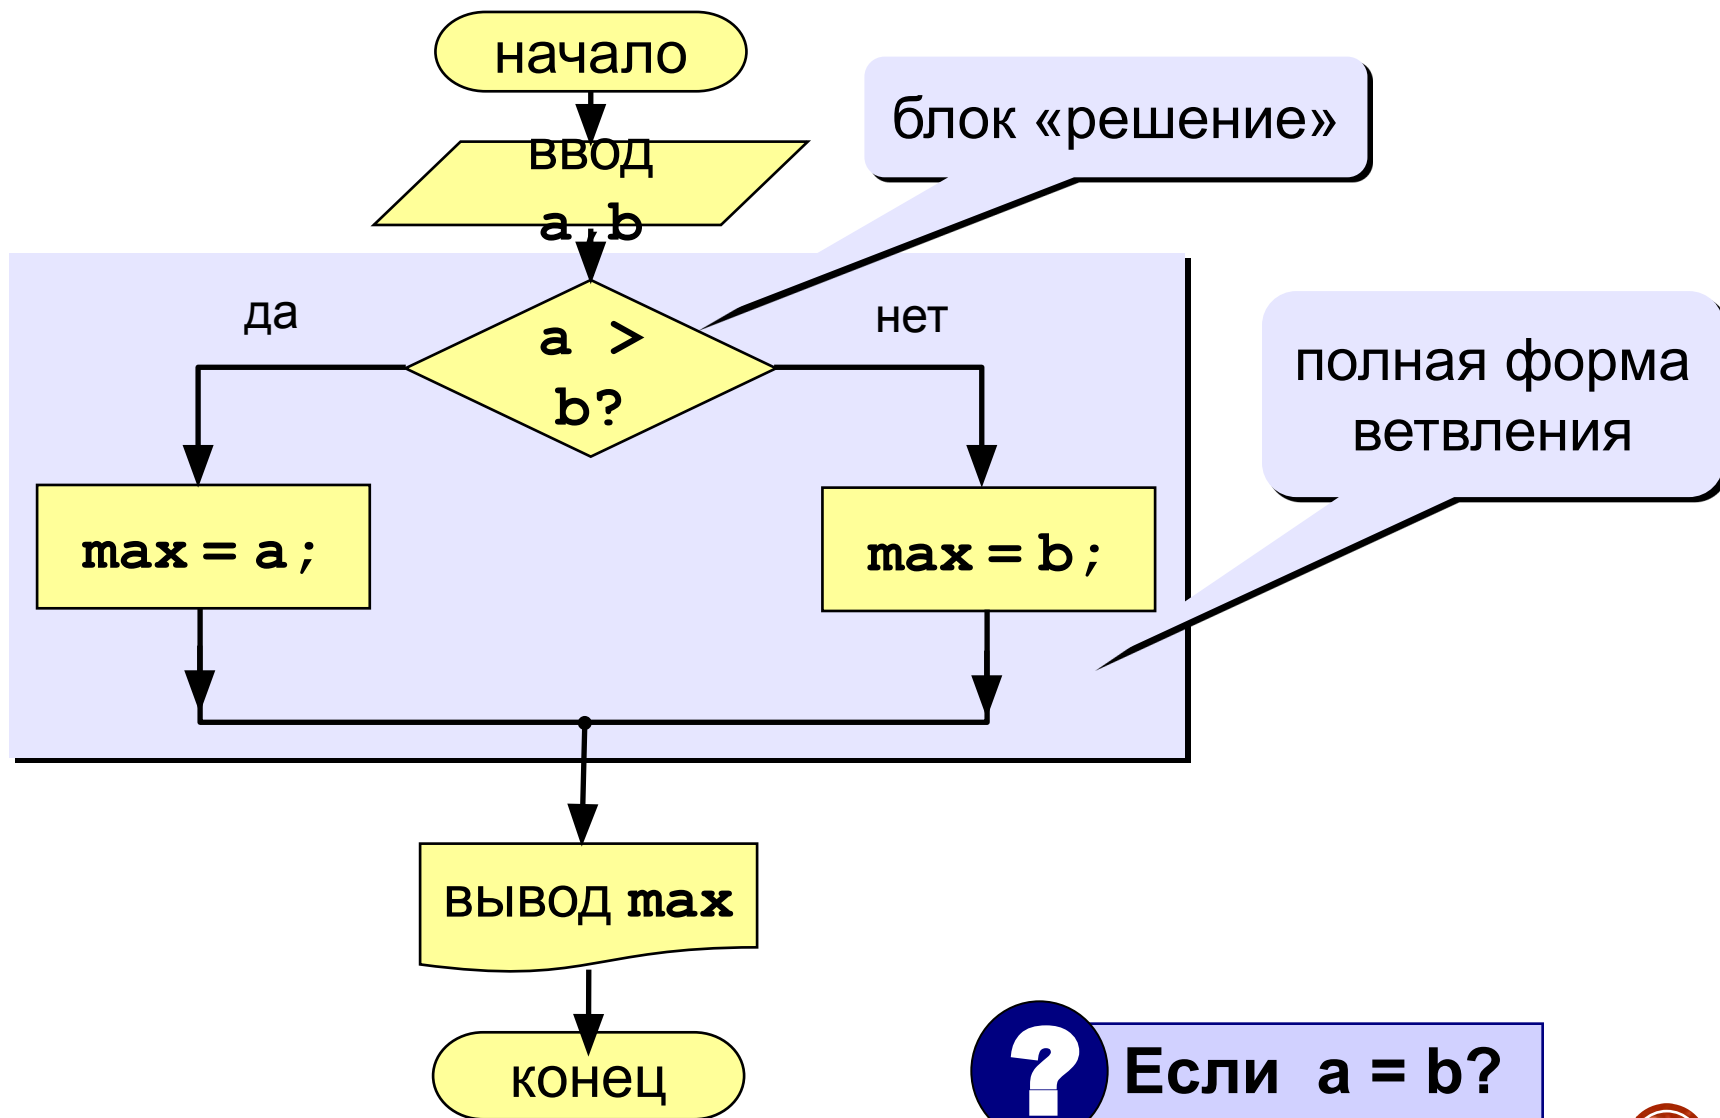 начало
блок «решение»
ввод
a,b
да
нет
a >
b?
полная форма
ветвления
max = a;
max = b;
вывод max
конец
? Если a = b?